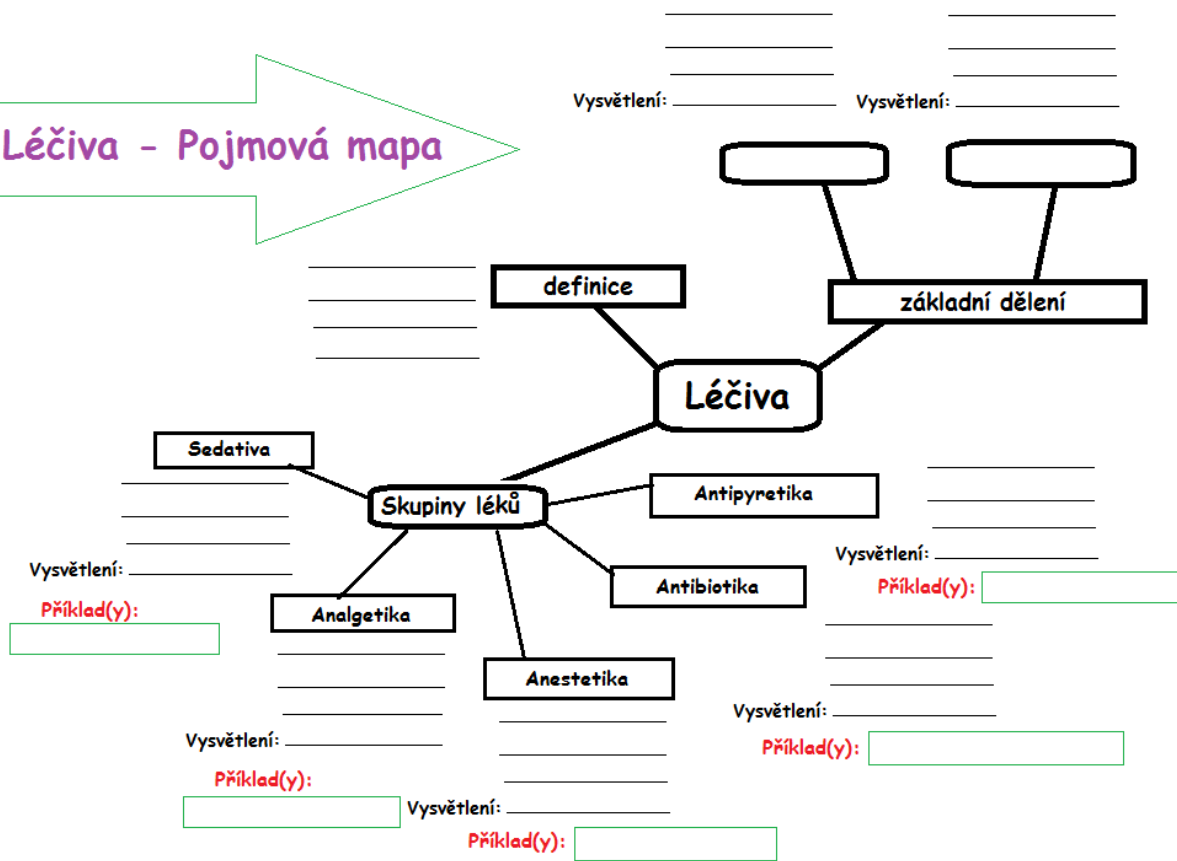 Vysvětlení:
Vysvětlení:
Léčiva - Pojmová mapa
definice
základní dělení
Léčiva
Sedativa
Skupiny léků
Antipyretika
Vysvětlení:
Vysvětlení:
Antibiotika
Příklad(y):
Příklad(y):
Analgetika
Anestetika
Vysvětlení:
Vysvětlení:
Příklad(y):
Příklad(y):
Vysvětlení:
Příklad(y):